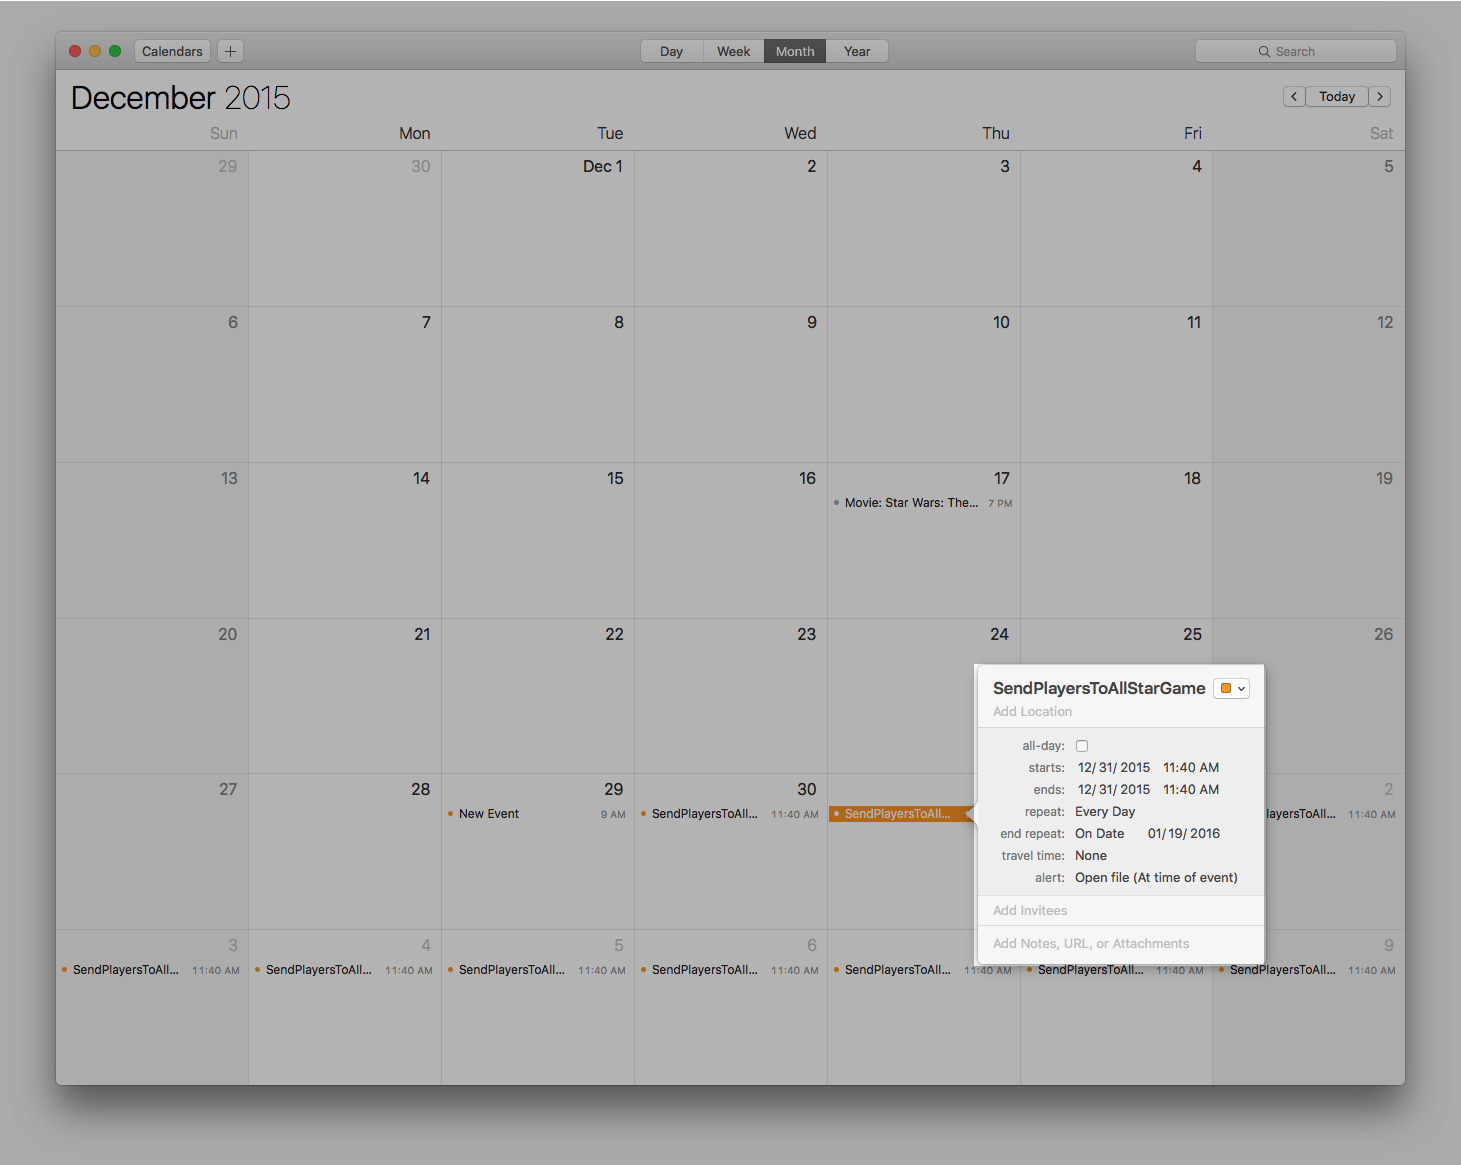 Calendars +
Day Week Month Year
Search
December 2015
< Today >
Sun Mon Tue Wed Thu Fri Sat
29 30 Dec 1 2 3 4 5
6 7 8 9 10 11 12
13 14 15 16 17 18 19
Movie: Star Wars: The... 7 PM
20 21 22 23 24 25 26
27 28 29 30 2
New Event 9 AM
SendPlayersToAll... 11:40 AM
SendPlayersToAll...
layersToAll... 11:40 AM
SendPlayersToAllStarGame
Add Location
all-day:
starts: 12/31/2015 11:40 AM
ends: 12/31/2015 11:40 AM
repeat: Every Day
end repeat: On Date 01/19/2016
travel time: None
alert: Open file (At time of event)
Add Invitees
Add Notes, URL, or Attachments
3 4 5 6 9
SendPlayersToAll... 11:40 AM
SendPlayersToAll... 11:40 AM
SendPlayersToAll... 11:40 AM
SendPlayersToAll... 11:40 AM
SendPlayersToAll... 11:40 AM
SendPlayersToAll... 11:40 AM
SendPlayersToAll... 11:40 AM